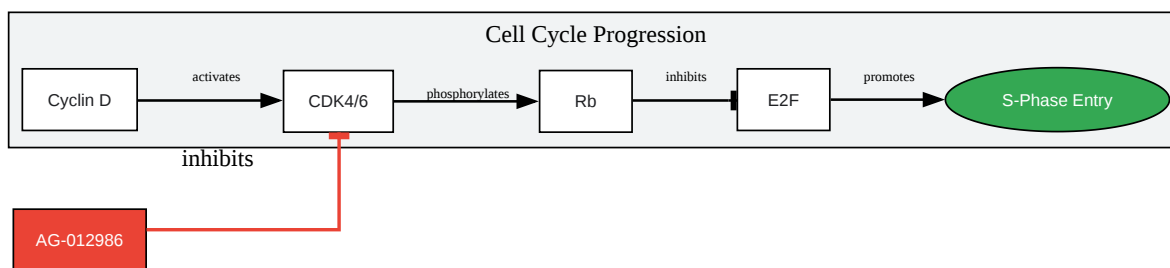 Cell Cycle Progression
Cyclin D
activates
CDK4/6
phosphorylates
Rb
inhibits
E2F
promotes
S-Phase Entry
inhibits
AG-012986